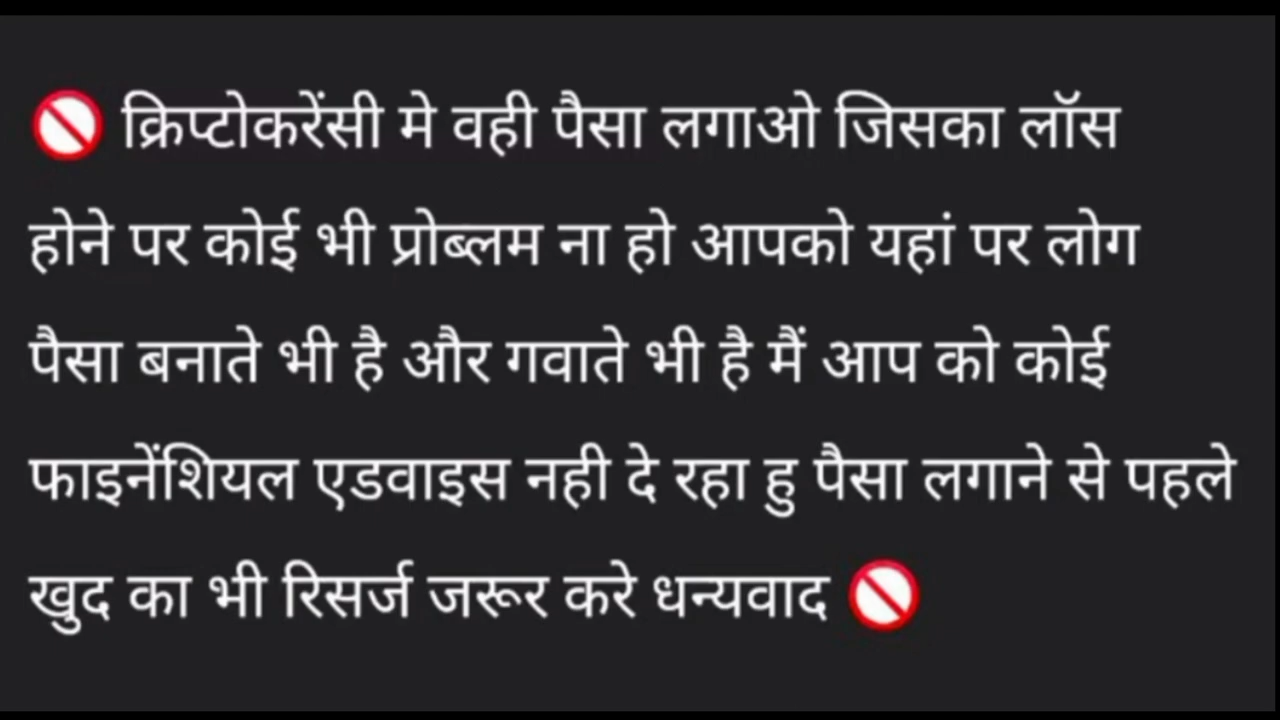 🚫 क्रिप्टोकरेंसी मे वही पैसा लगाओ जिसका लॉस
होने पर कोई भी प्रोब्लम ना हो आपको यहां पर लोग
पैसा बनाते भी है और गवाते भी है मैं आप को कोई
फाइनेंशियल एडवाइस नही दे रहा हु पैसा लगाने से पहले
खुद का भी रिसर्ज जरूर करे धन्यवाद 🚫